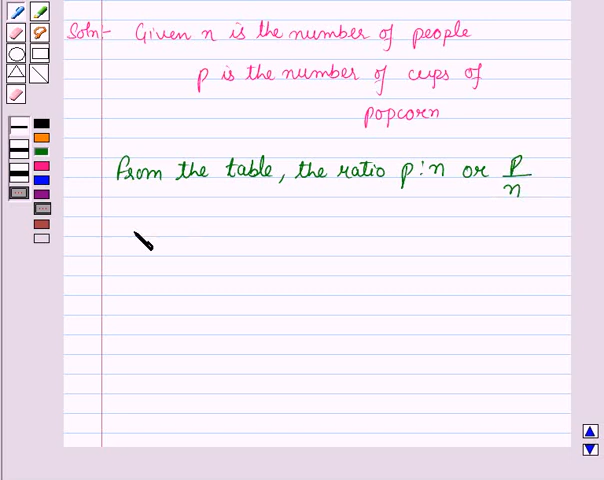 Soln:- Given n is the number of people
p is the number of cups of
popcorn
From the table, the ratio p:n or p/n